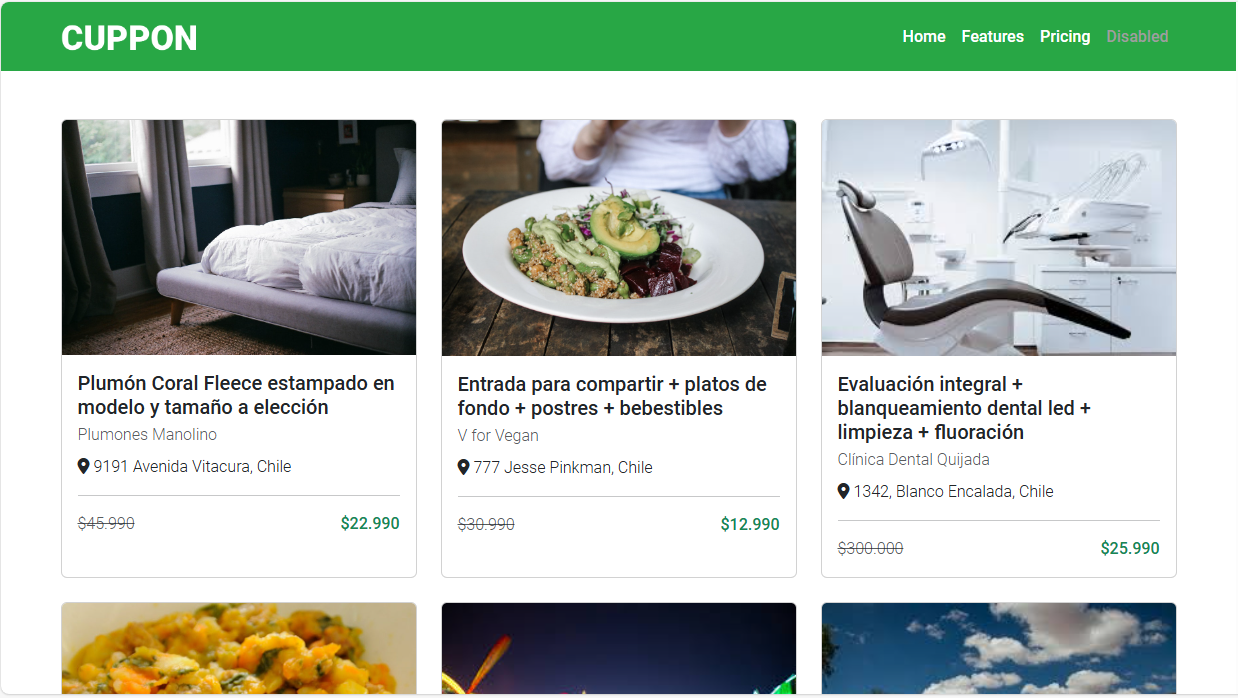 CUPPON
Home Features Pricing Disabled
Plumón Coral Fleece estampado en
modelo y tamaño a elección
Plumones Manolino
9191 Avenida Vitacura, Chile
$45.990 $22.990
Entrada para compartir + platos de
fondo + postres + bebestibles
V for Vegan
777 Jesse Pinkman, Chile
$30.990 $12.990
Evaluación integral +
blanqueamiento dental led +
limpieza + fluoración
Clínica Dental Quijada
1342, Blanco Encalada, Chile
$300.000 $25.990